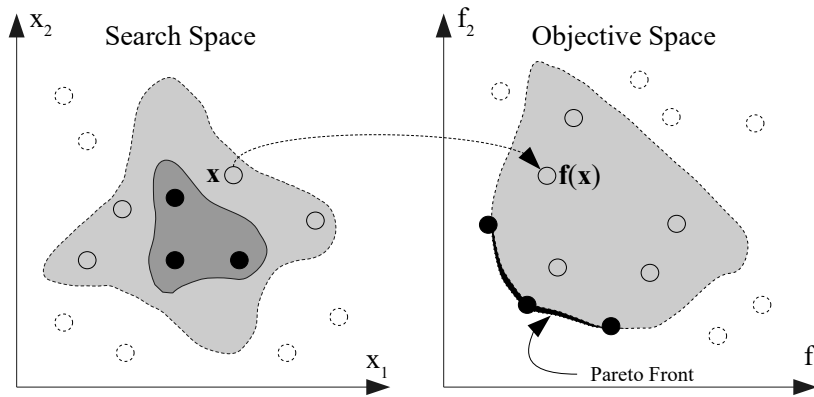 x2
Search Space
x
x1
f2
Objective Space
f(x)
Pareto Front
f